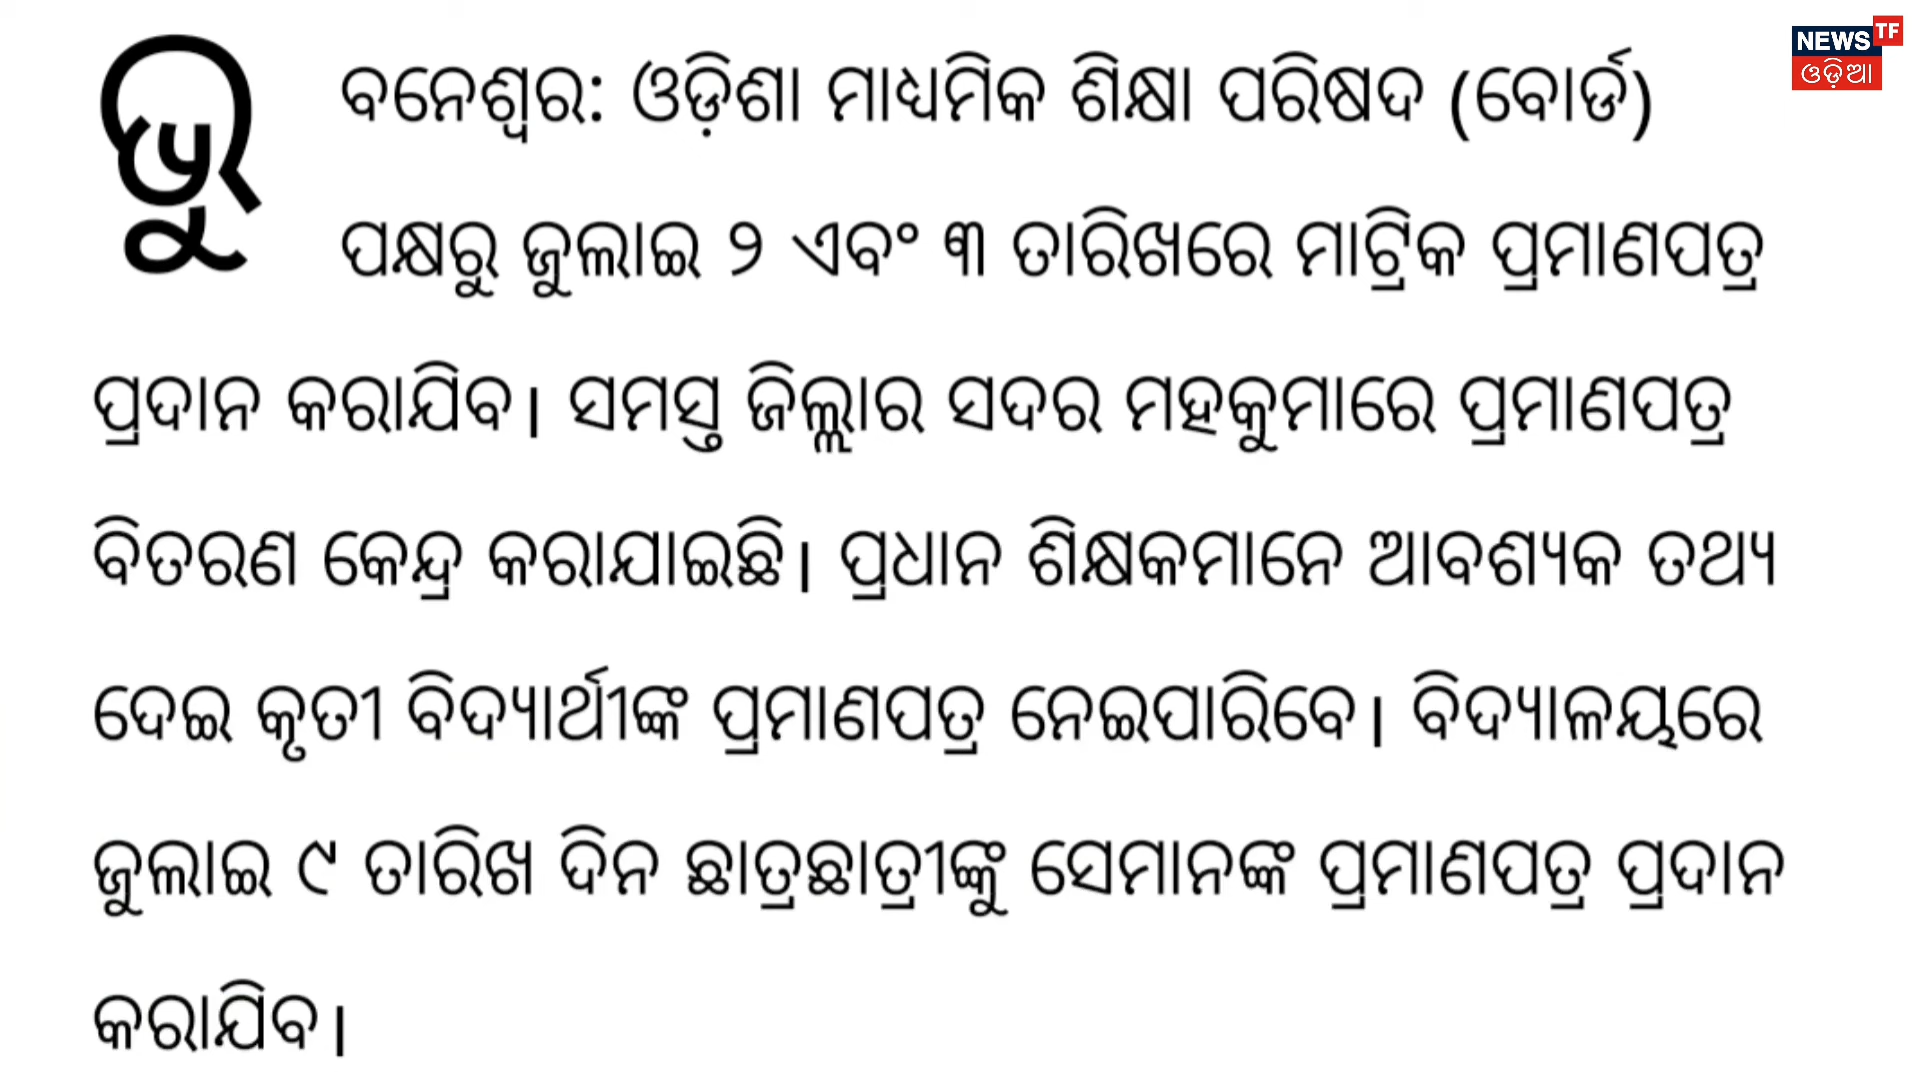 ଭୁବନେଶ୍ୱର: ଓଡ଼ିଶା ମାଧ୍ୟମିକ ଶିକ୍ଷା ପରିଷଦ (ବୋର୍ଡ)
ପକ୍ଷରୁ ଜୁଲାଇ ୨ ଏବଂ ୩ ତାରିଖରେ ମାଟ୍ରିକ ପ୍ରମାଣପତ୍ର
ପ୍ରଦାନ କରାଯିବ।ସମସ୍ତ ଜିଲ୍ଲାର ସଦର ମହକୁମାରେ ପ୍ରମାଣପତ୍ର
ବିତରଣ କେନ୍ଦ୍ର କରାଯାଇଛି। ପ୍ରଧାନ ଶିକ୍ଷକମାନେ ଆବଶ୍ୟକ ତଥ୍ୟ
ଦେଇ କୃତୀ ବିଦ୍ୟାର୍ଥୀଙ୍କ ପ୍ରମାଣପତ୍ର ନେଇପାରିବେ। ବିଦ୍ୟାଳୟରେ
ଜୁଲାଇ ୯ ତାରିଖ ଦିନ ଛାତ୍ରଛାତ୍ରୀଙ୍କୁ ସେମାନଙ୍କ ପ୍ରମାଣପତ୍ର ପ୍ରଦାନ
କରାଯିବ।
NEWS TF
ଓଡ଼ିଆ